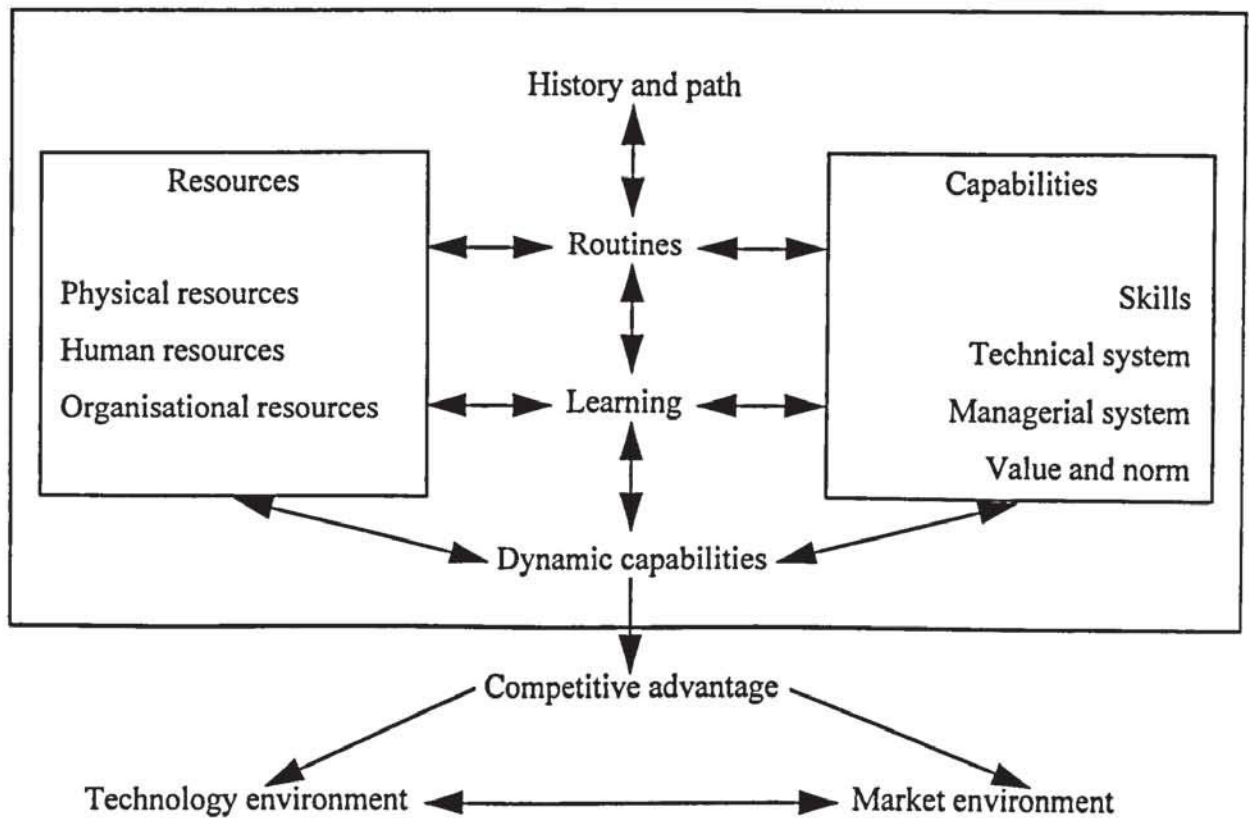 History and path
Resources
Capabilities
Routines
Physical resources
Skills
Human resources
Technical system
Organisational resources
Learning
Managerial system
Value and norm
Dynamic capabilities
Competitive advantage
Technology environment
Market environment